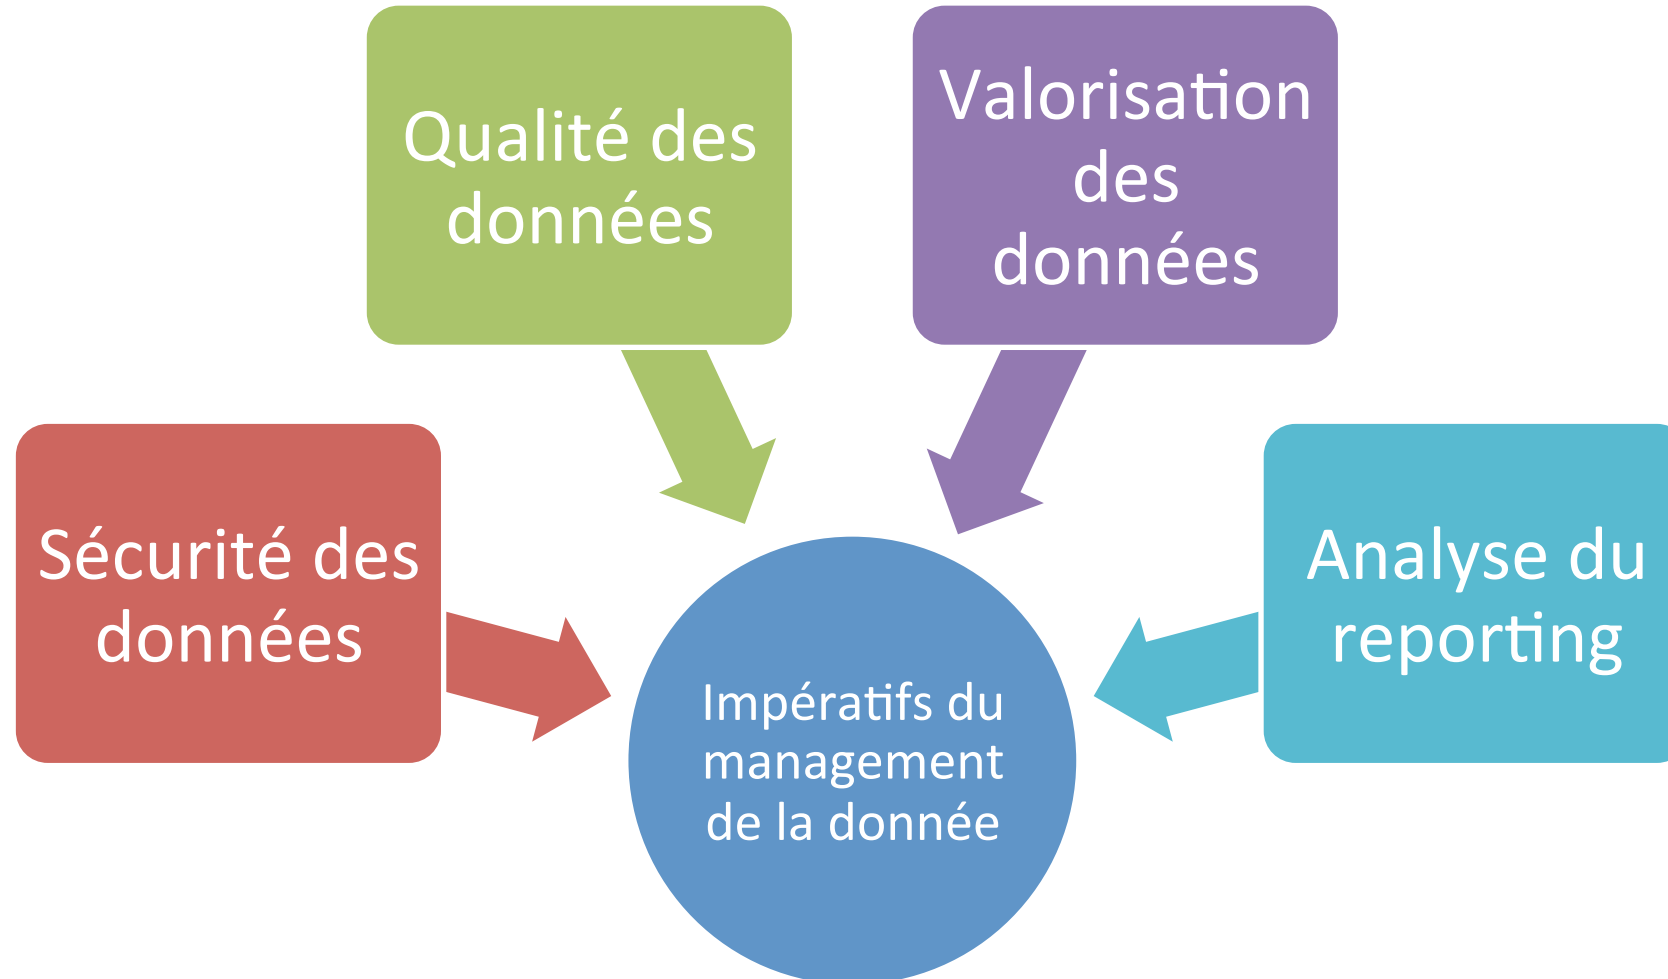 Qualité des
données
Valorisation
des
données
Sécurité des
données
Analyse du
reporting
Impératifs du
management
de la donnée